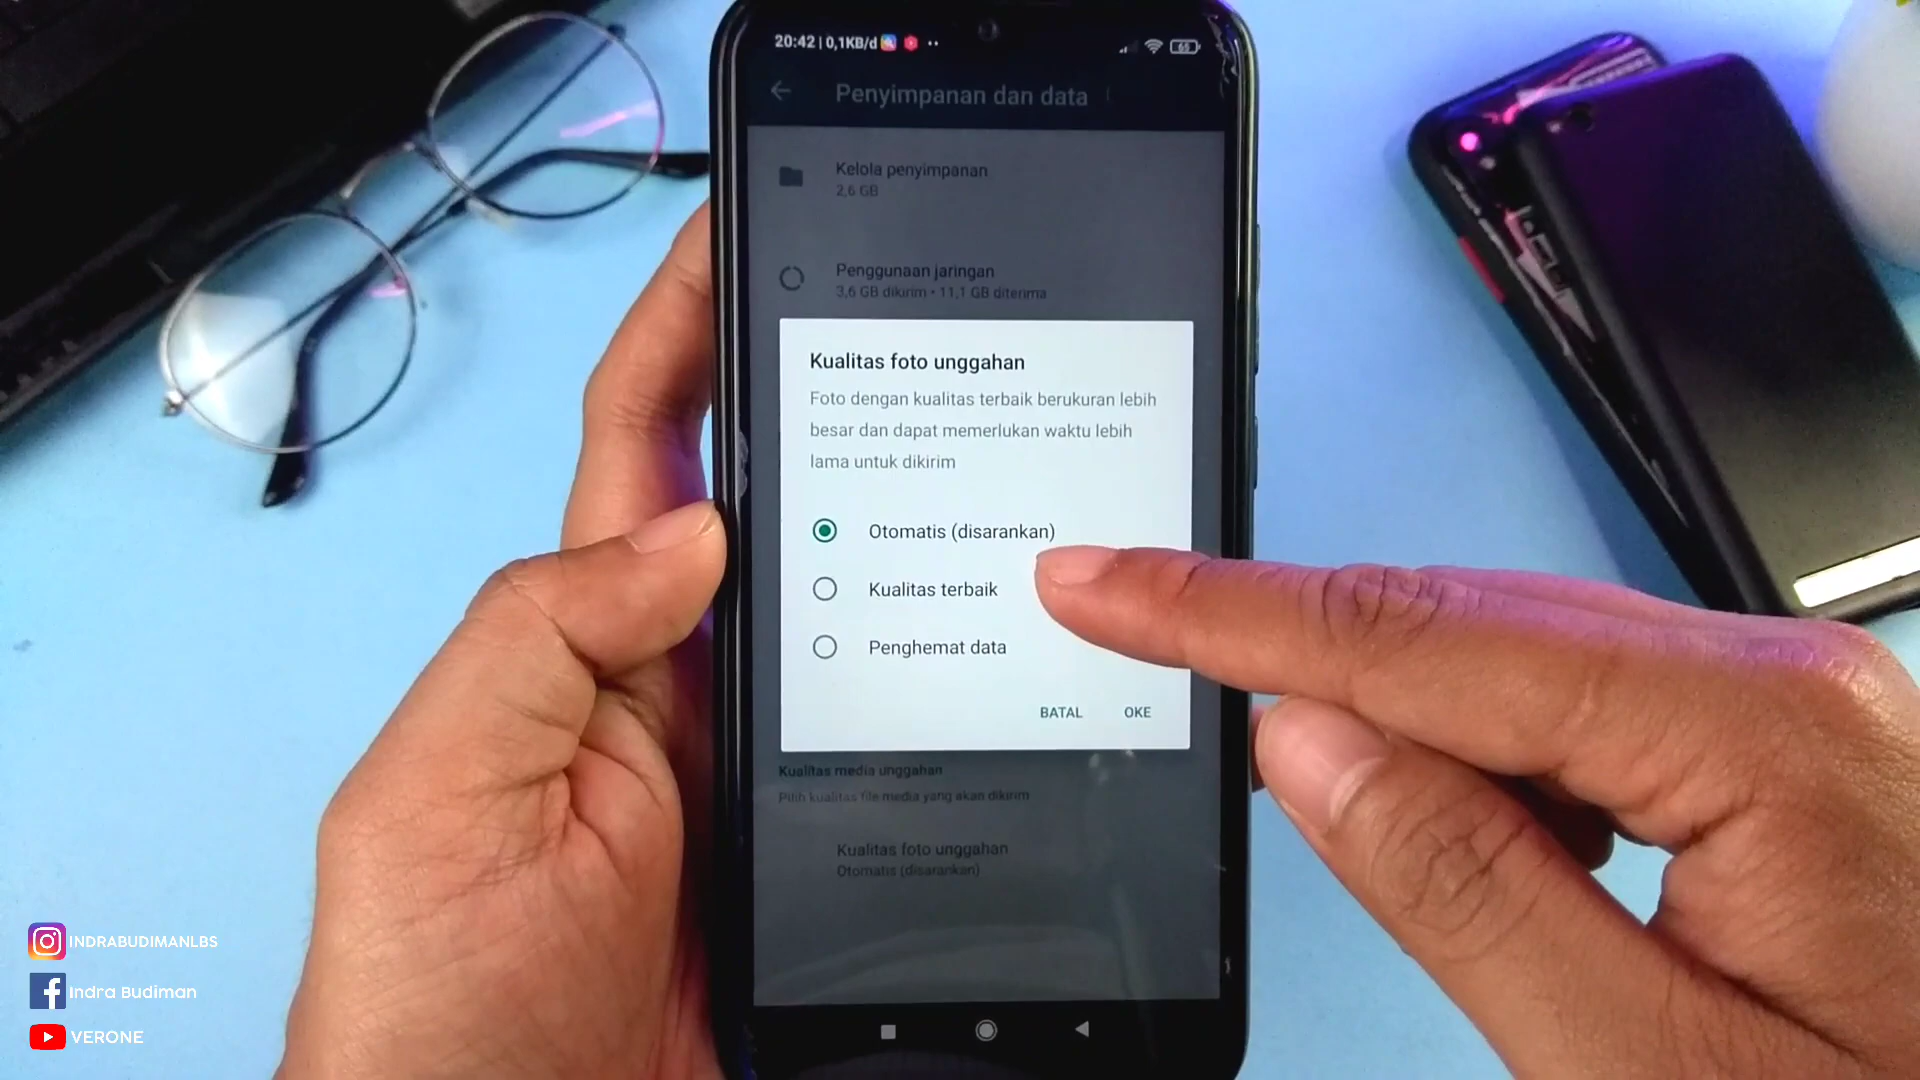 20:42 | 0,1KB/d
65
Penyimpanan dan data
Kelola penyimpanan
2,6 GB
Penggunaan jaringan
3,6 GB dikirim • 11,1 GB diterima
Kualitas foto unggahan
Foto dengan kualitas terbaik berukuran lebih
besar dan dapat memerlukan waktu lebih
lama untuk dikirim
Otomatis (disarankan)
Kualitas terbaik
Penghemat data
BATAL OKE
Kualitas media unggahan
Pilih kualitas file media yang akan dikirim
Kualitas foto unggahan
Otomatis (disarankan)
INDRABUDIMANLBS
Indra Budiman
VERONE